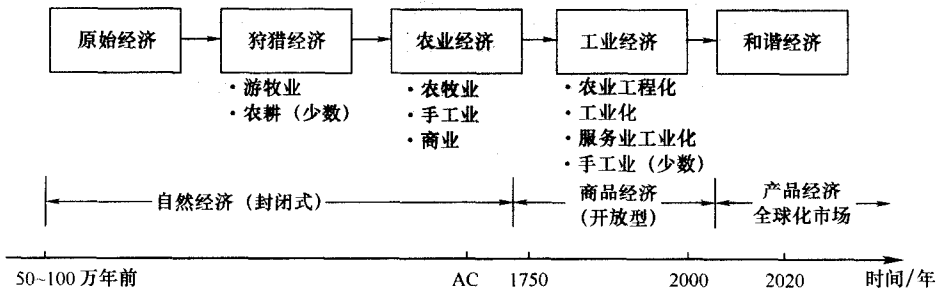 原始经济 狩猎经济 农业经济 工业经济 和谐经济
·游牧业 ·农牧业 ·农业工程化
·农耕（少数） ·手工业 ·工业化
·商业 ·服务业工业化
·手工业（少数）
自然经济（封闭式） 商品经济 产品经济
（开放型） 全球化市场
50~100 万年前 AC 1750 2000 2020 时间/年